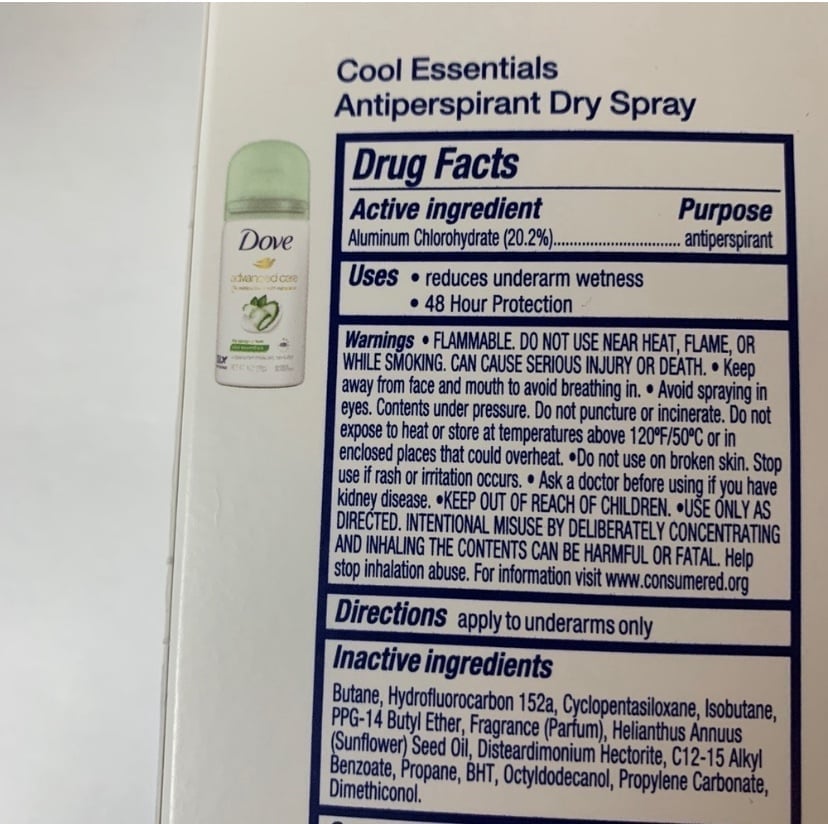 Cool Essentials
Antiperspirant Dry Spray
Dove
advanced care
Drug Facts
Active ingredient Purpose
Aluminum Chlorohydrate (20.2%).............................. antiperspirant
Uses • reduces underarm wetness
• 48 Hour Protection
Warnings • FLAMMABLE. DO NOT USE NEAR HEAT, FLAME, OR
WHILE SMOKING. CAN CAUSE SERIOUS INJURY OR DEATH. • Keep
away from face and mouth to avoid breathing in. • Avoid spraying in
eyes. Contents under pressure. Do not puncture or incinerate. Do not
expose to heat or store at temperatures above 120ºF/50ºC or in
enclosed places that could overheat. •Do not use on broken skin. Stop
use if rash or irritation occurs. • Ask a doctor before using if you have
kidney disease. •KEEP OUT OF REACH OF CHILDREN. •USE ONLY AS
DIRECTED. INTENTIONAL MISUSE BY DELIBERATELY CONCENTRATING
AND INHALING THE CONTENTS CAN BE HARMFUL OR FATAL. Help
stop inhalation abuse. For information visit www.consumered.org
Directions apply to underarms only
Inactive ingredients
Butane, Hydrofluorocarbon 152a, Cyclopentasiloxane, Isobutane,
PPG-14 Butyl Ether, Fragrance (Parfum), Helianthus Annuus
(Sunflower) Seed Oil, Disteardimonium Hectorite, C12-15 Alkyl
Benzoate, Propane, BHT, Octyldodecanol, Propylene Carbonate,
Dimethiconol.